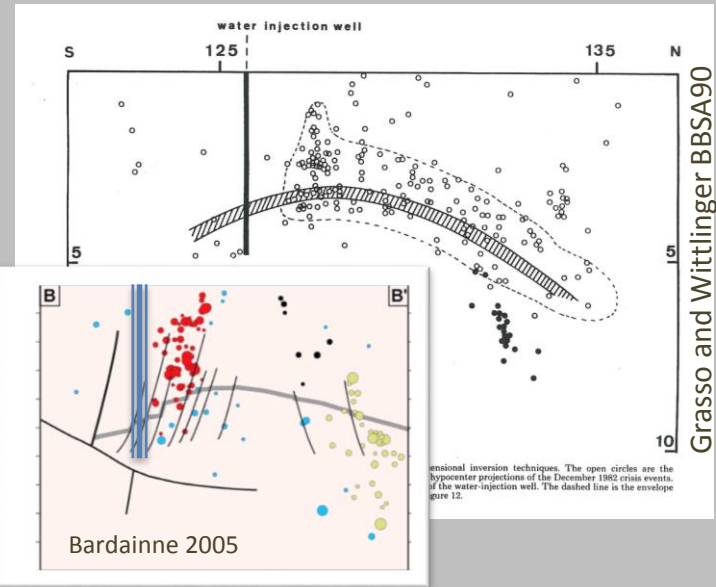 water injection well
S 125 135 N
5 5
10
Grasso and Wittlinger BBSA90
ensional inversion techniques. The open circles are the
hypocenter projections of the December 1982 crisis events.
of the water-injection well. The dashed line is the envelope
gure 12.
B B'
Bardainne 2005